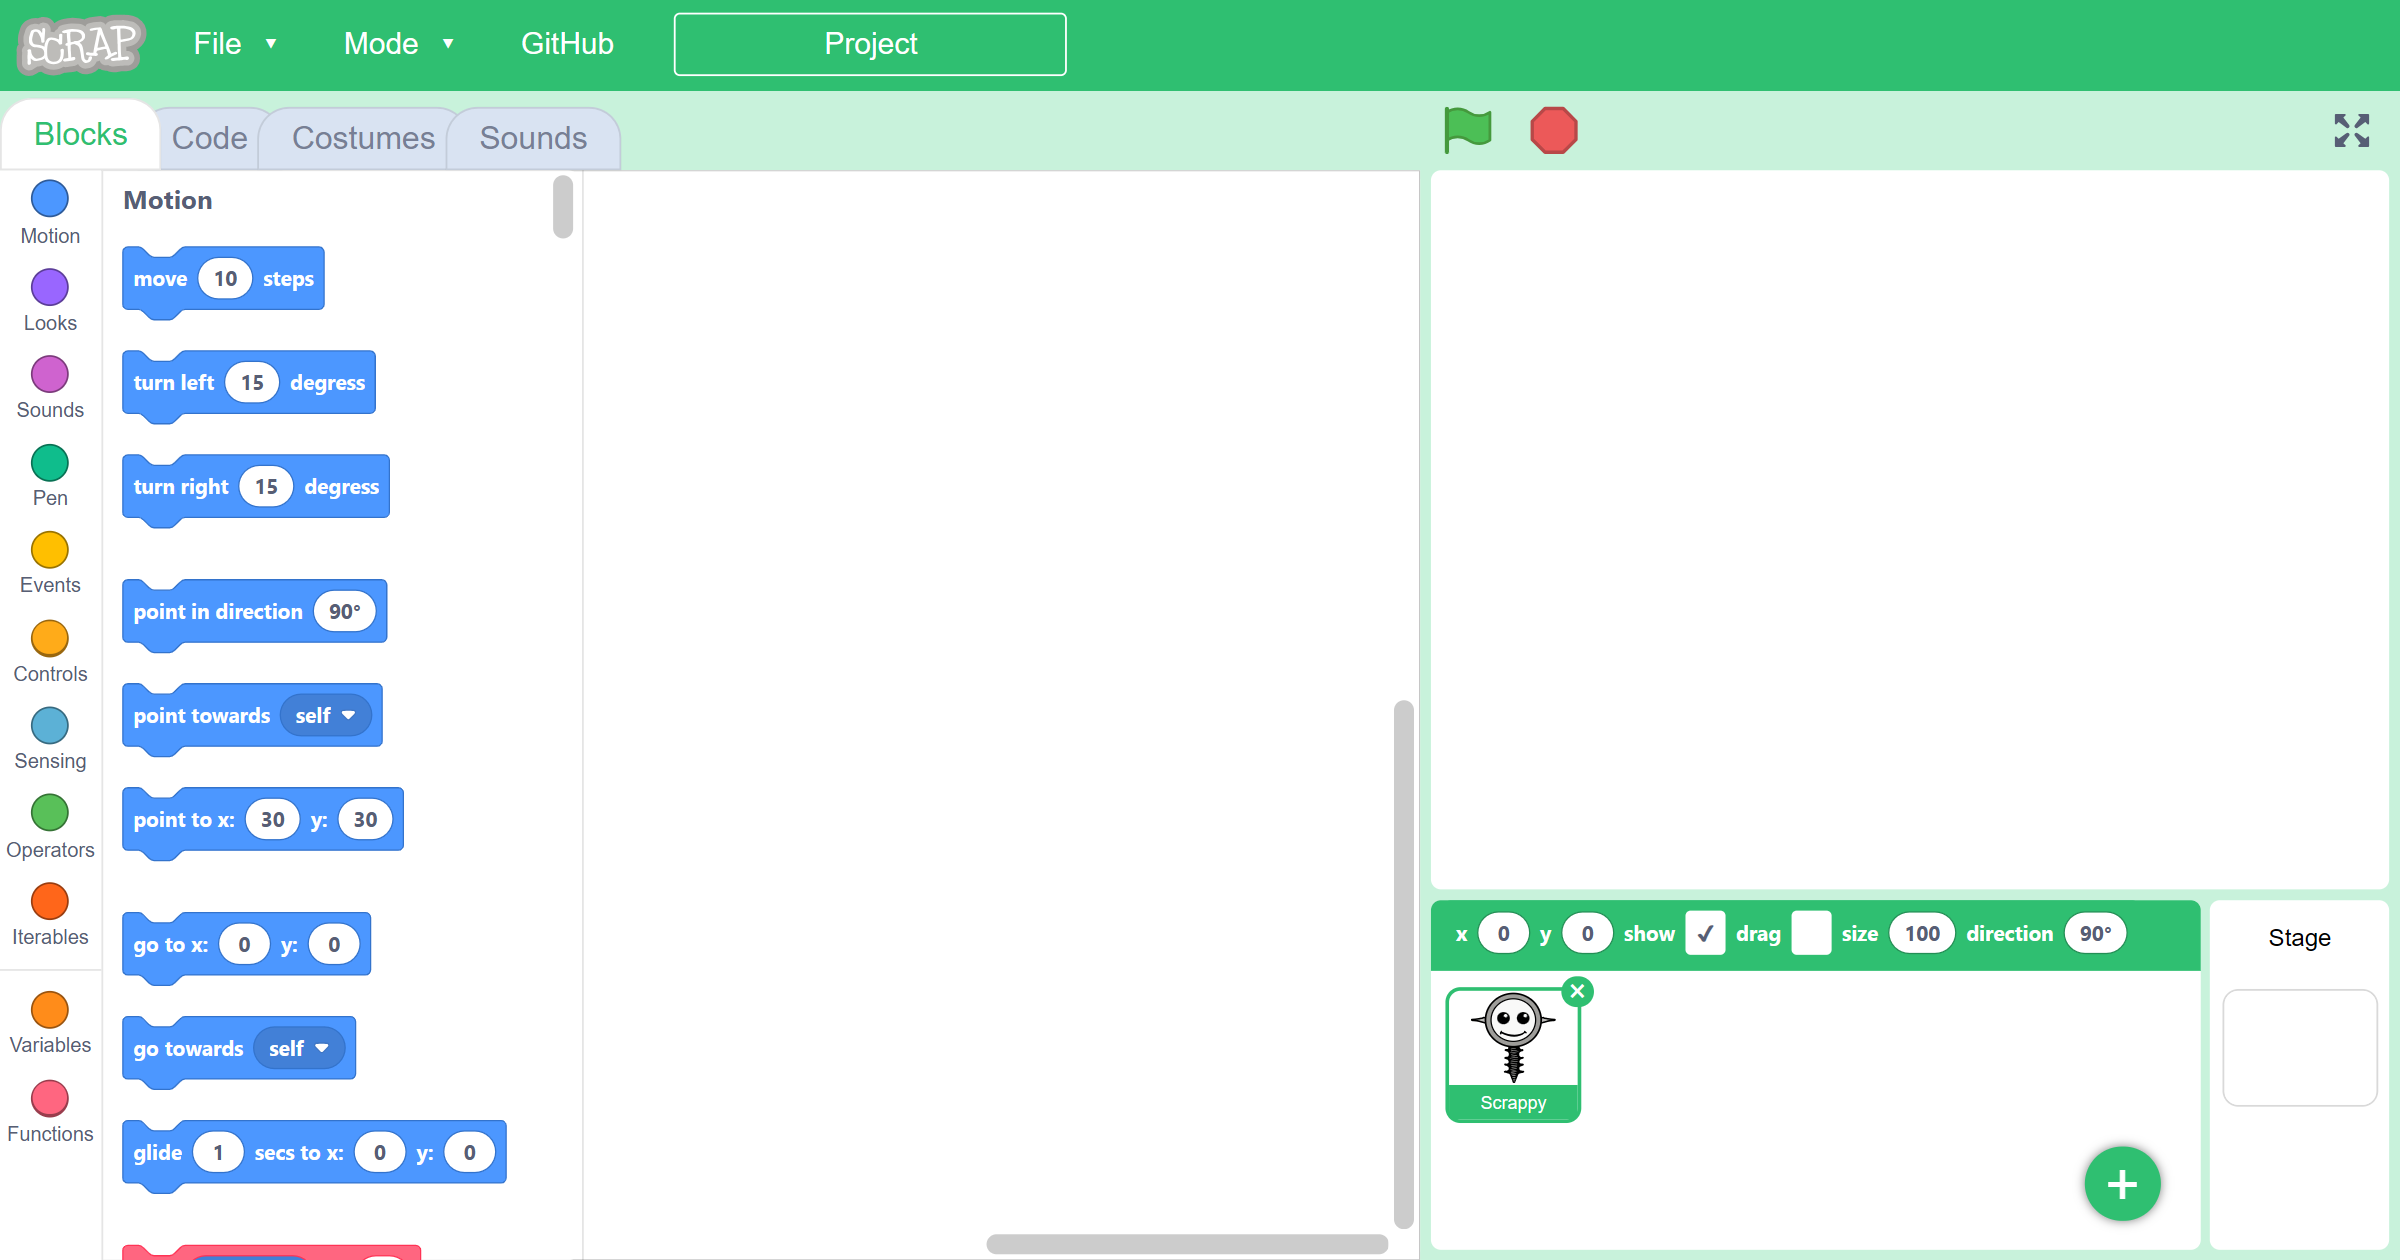 SCRAP File Mode GitHub Project
Blocks Code Costumes Sounds
Motion
Looks
Sounds
Pen
Events
Controls
Sensing
Operators
Iterables
Variables
Functions
Motion
move 10 steps
turn left 15 degress
turn right 15 degress
point in direction 90°
point towards self
point to x: 30 y: 30
go to x: 0 y: 0
go towards self
glide 1 secs to x: 0 y: 0
x 0 y 0 show ✓ drag size 100 direction 90°
Scrappy
Stage